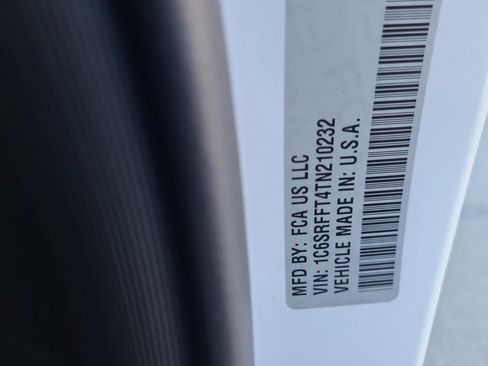 MFD BY: FCA US LLC
VIN: 1C6SRFFT4TN210232
VEHICLE MADE IN: U.S.A.